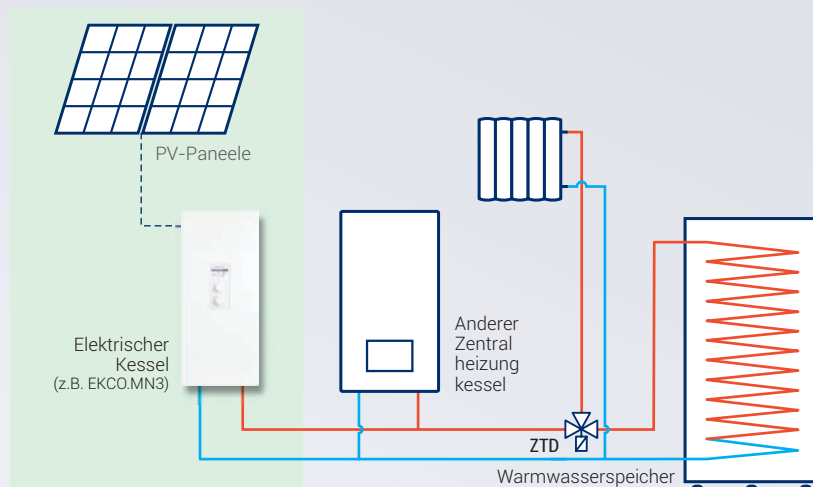 PV-Paneele
Elektrischer
Kessel
(z.B. EKCO.MN3)
Anderer
Zentral
heizung
kessel
ZTD
Warmwasserspeicher